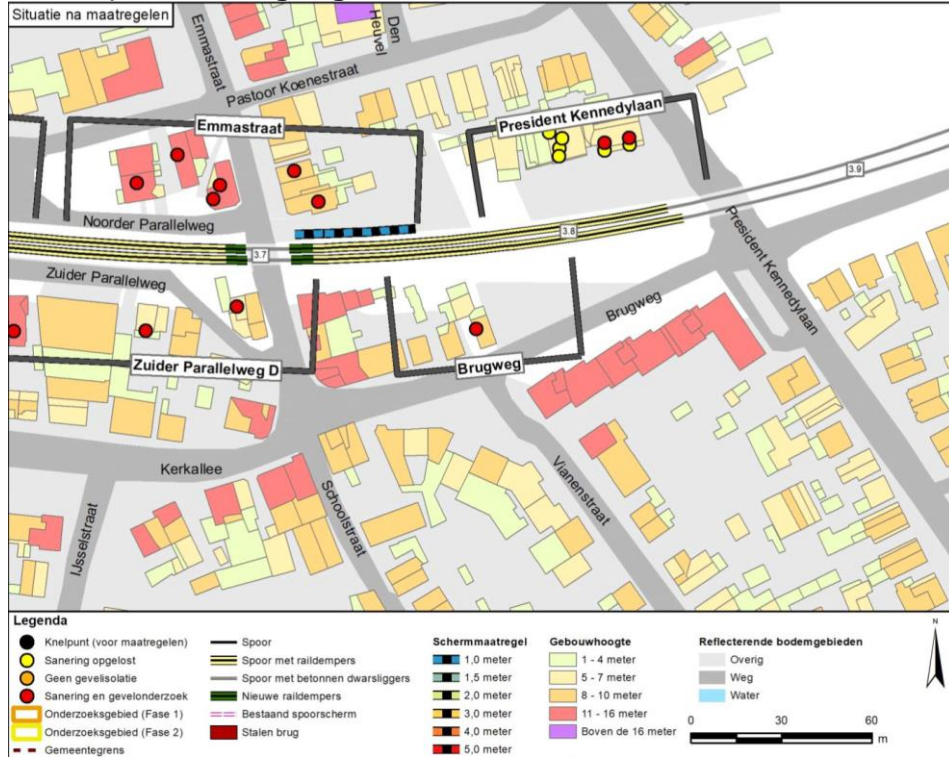 Situatie na maatregelen
Emmastraat
Den
Heuvel
Pastoor Koenestraat
Emmastraat
President Kennedylaan
Noorder Parallelweg
3.7
3.8
3.9
Zuider Parallelweg
President Kennedylaan
Brugweg
Zuider Parallelweg D
Brugweg
Kerkallee
Schoolstraat
Vianenstraat
IJsselstraat
Legenda
Knelpunt (voor maatregelen)
Sanering opgelost
Geen gevelisolatie
Sanering en gevelonderzoek
Onderzoeksgebied (Fase 1)
Onderzoeksgebied (Fase 2)
Gemeentegrens
Spoor
Spoor met raildempers
Spoor met betonnen dwarsliggers
Nieuwe raildempers
Bestaand spoorscherm
Stalen brug
Schermmaatregel
1,0 meter
1,5 meter
2,0 meter
3,0 meter
4,0 meter
5,0 meter
Gebouwhoogte
1 - 4 meter
5 - 7 meter
8 - 10 meter
11 - 16 meter
Boven de 16 meter
Reflecterende bodemgebieden
Overig
Weg
Water
N
0 30 60
m